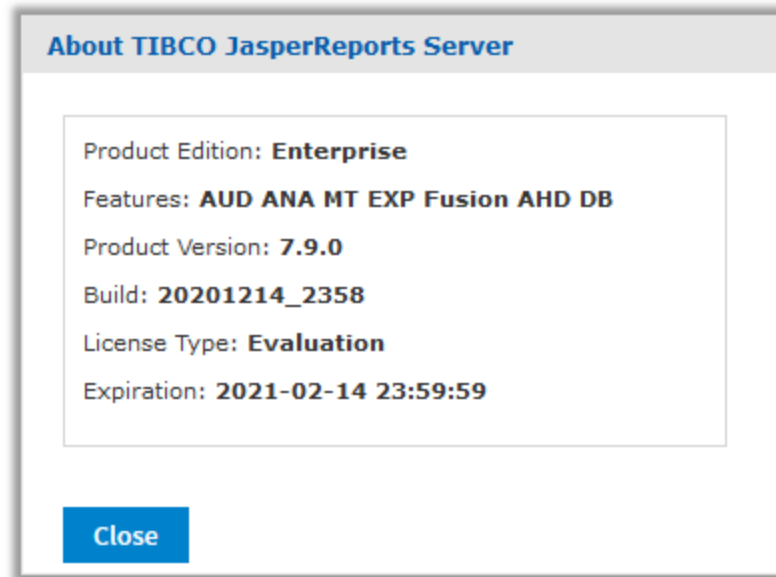 About TIBCO JasperReports Server
Product Edition: Enterprise
Features: AUD ANA MT EXP Fusion AHD DB
Product Version: 7.9.0
Build: 20201214_2358
License Type: Evaluation
Expiration: 2021-02-14 23:59:59
Close